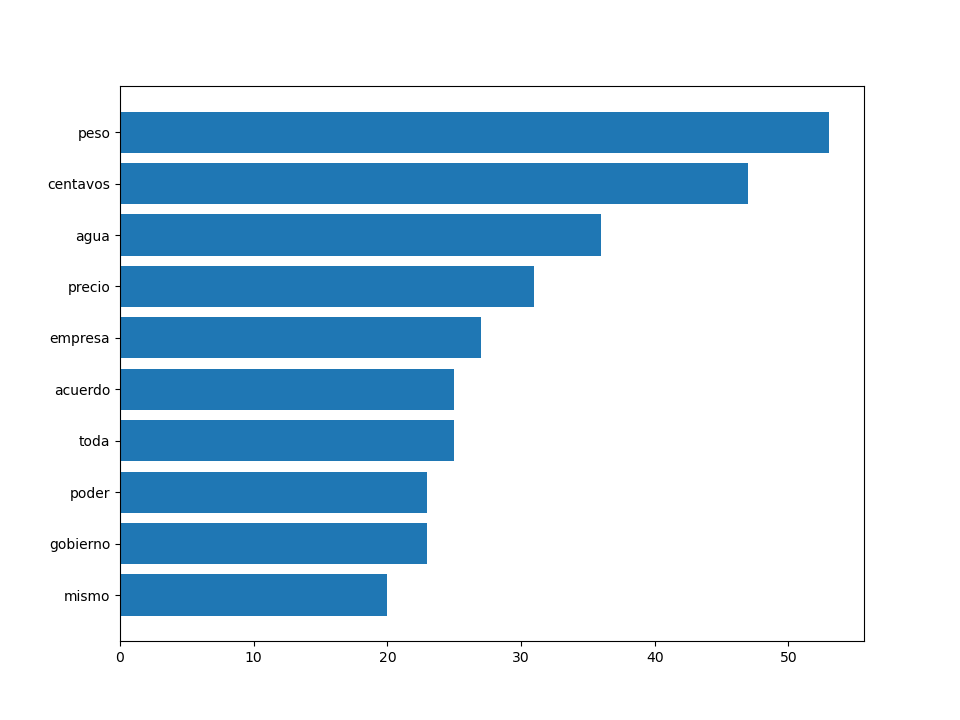 peso
centavos
agua
precio
empresa
acuerdo
toda
poder
gobierno
mismo
0 10 20 30 40 50